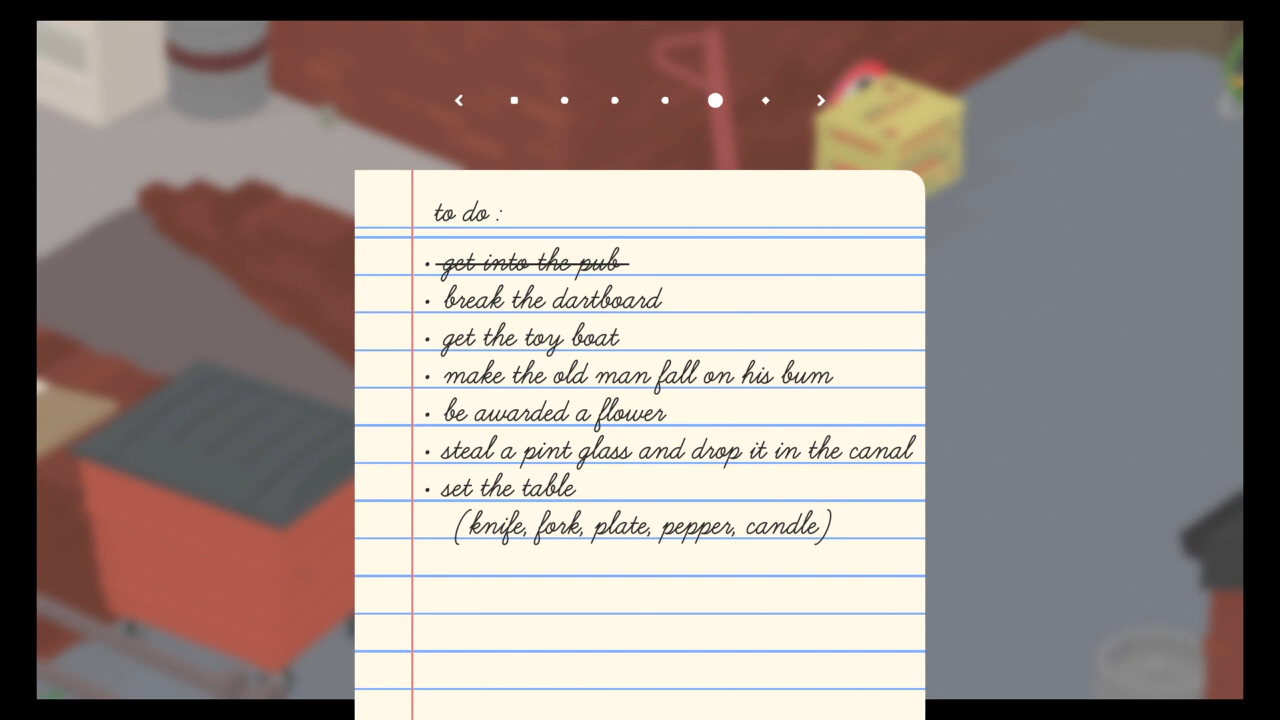 to do :
• get into the pub
• break the dartboard
• get the toy boat
• make the old man fall on his bum
• be awarded a flower
• steal a pint glass and drop it in the canal
• set the table
(knife, fork, plate, pepper, candle)